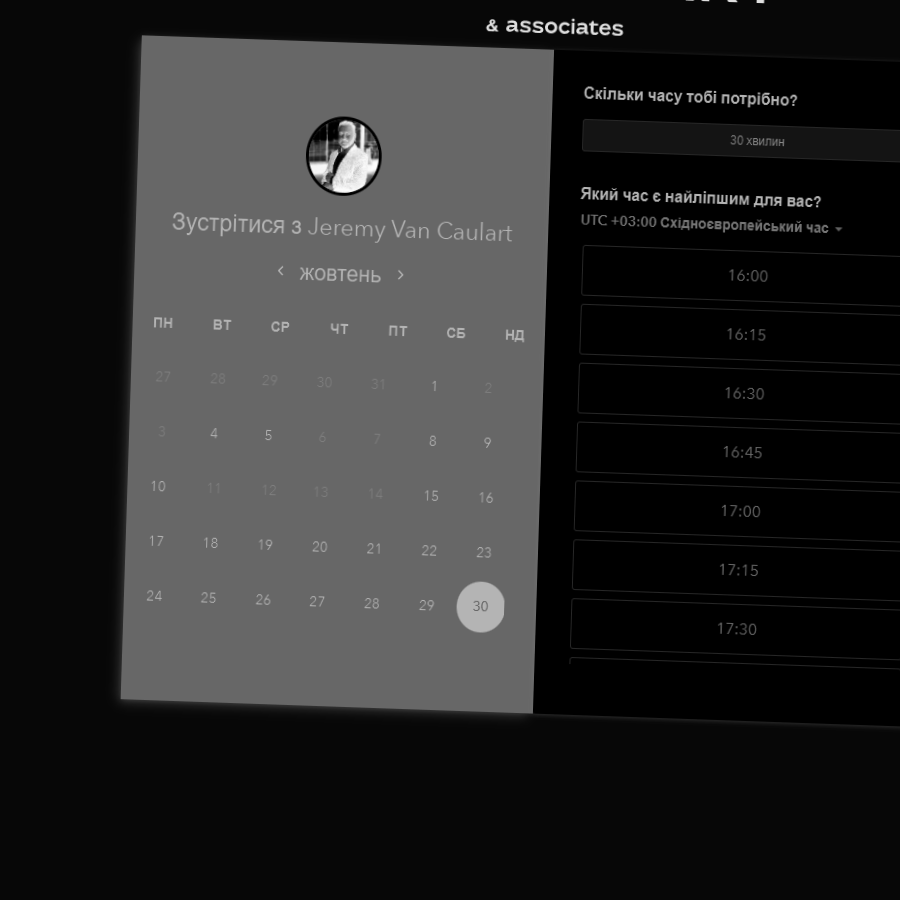 & associates
Зустрітися з Jeremy Van Caulart
жовтень
ПН ВТ СР ЧТ ПТ СБ НД
27 28 29 30 31 1 2
3 4 5 6 7 8 9
10 11 12 13 14 15 16
17 18 19 20 21 22 23
24 25 26 27 28 29 30
Скільки часу тобі потрібно?
30 хвилин
Який час є найліпшим для вас?
UTC +03:00 Східноєвропейський час
16:00
16:15
16:30
16:45
17:00
17:15
17:30